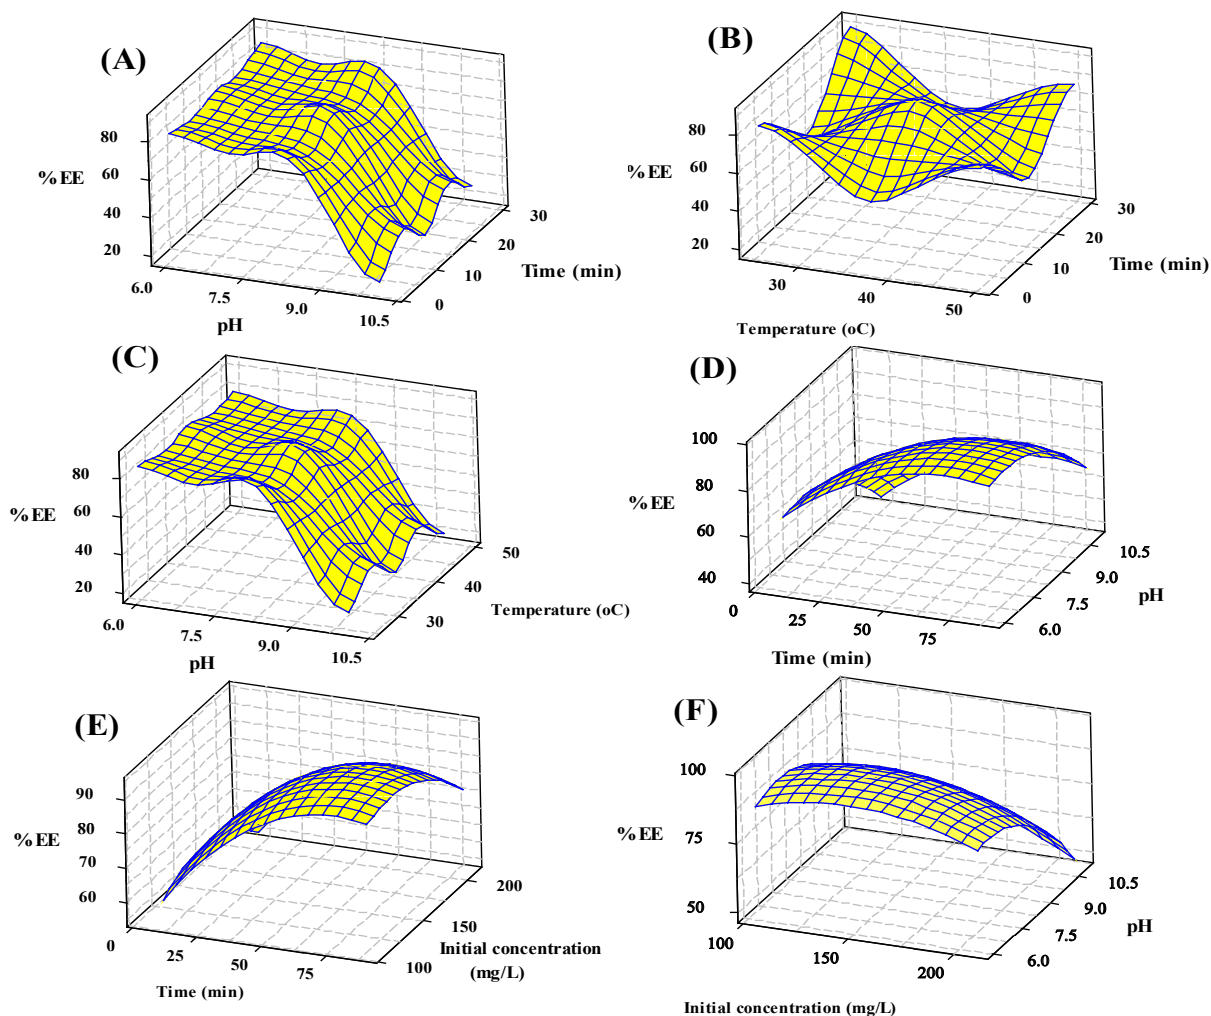 (A)
80
60
40
20
%EE
6.0
7.5
9.0
10.5
pH
0
10
20
30
Time (min)
(B)
80
60
40
20
%EE
30
40
50
Temperature (oC)
0
10
20
30
Time (min)
(C)
80
60
40
20
%EE
6.0
7.5
9.0
10.5
pH
30
40
50
Temperature (oC)
(D)
100
80
60
40
%EE
0
25
50
75
Time (min)
6.0
7.5
9.0
10.5
pH
(E)
90
80
70
60
%EE
0
25
50
75
Time (min)
100
150
200
Initial concentration
(mg/L)
(F)
100
75
50
%EE
100
150
200
Initial concentration (mg/L)
6.0
7.5
9.0
10.5
pH